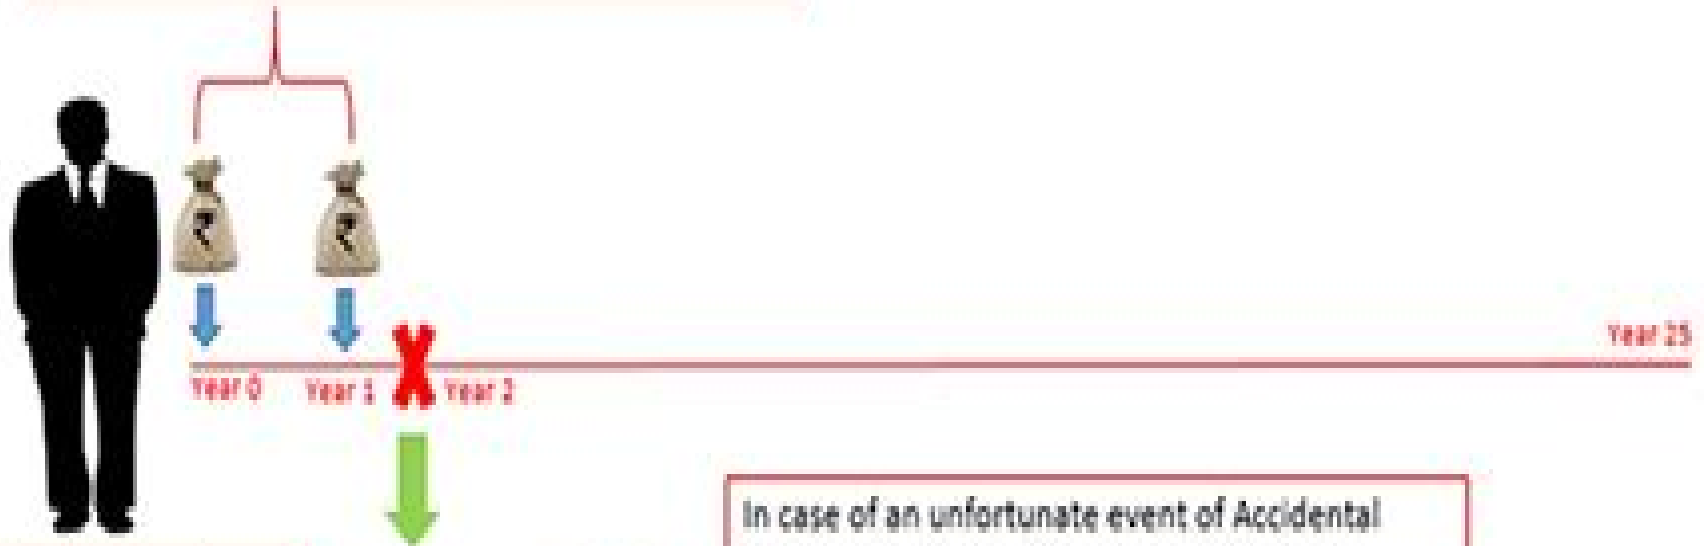 ₹ ₹
Year 25
Year 0 Year 1 Year 2
In case of an unfortunate event of Accidental